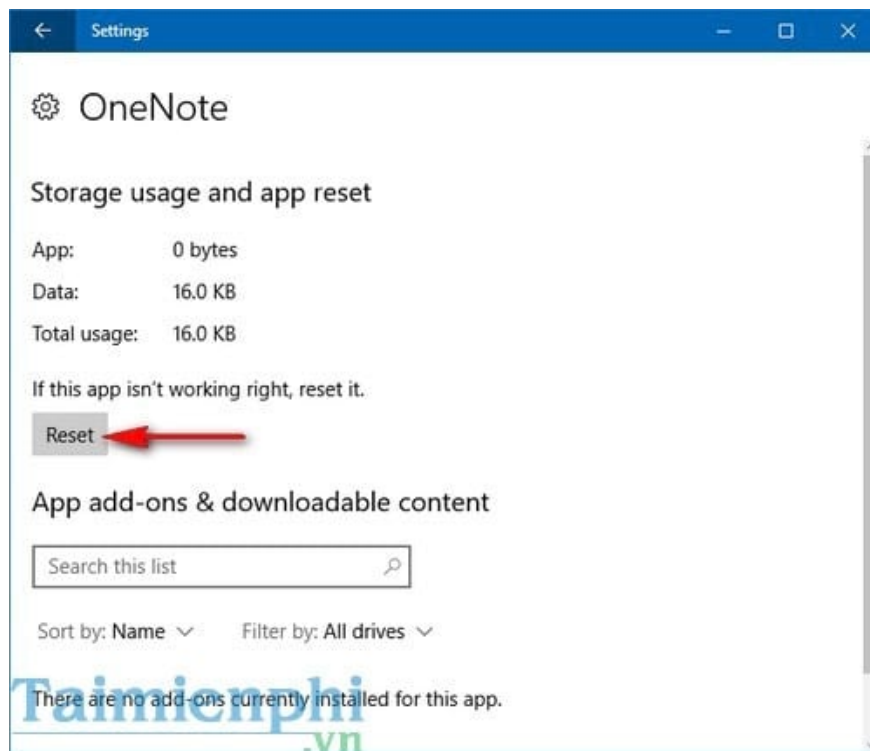 Settings
OneNote
Storage usage and app reset
App: 0 bytes
Data: 16.0 KB
Total usage: 16.0 KB
If this app isn't working right, reset it.
Reset
App add-ons & downloadable content
Search this list
Sort by: Name Filter by: All drives
There are no add-ons currently installed for this app.
Taimienphi
.vn